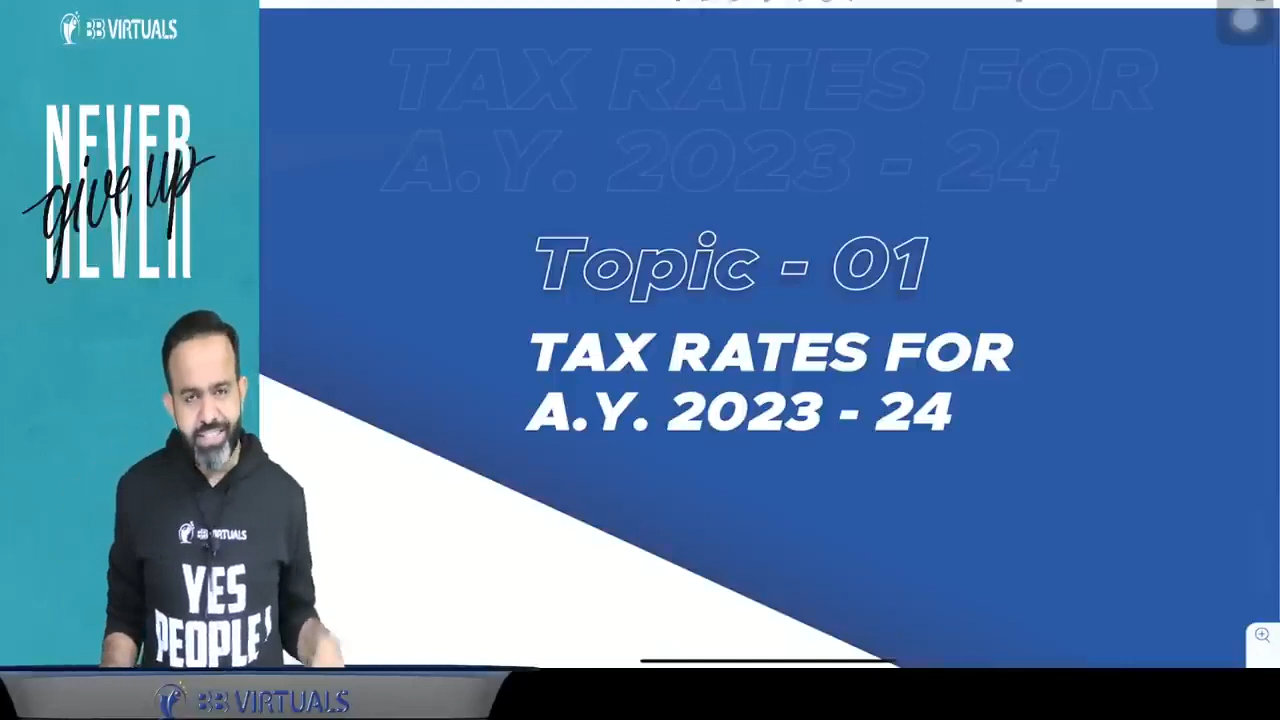 BB VIRTUALS
NEVER
give up
NEVER
TAX RATES FOR
A.Y. 2023 - 24
Topic - 01
TAX RATES FOR
A.Y. 2023 - 24
BB VIRTUALS
YES
PEOPLE!
BB VIRTUALS